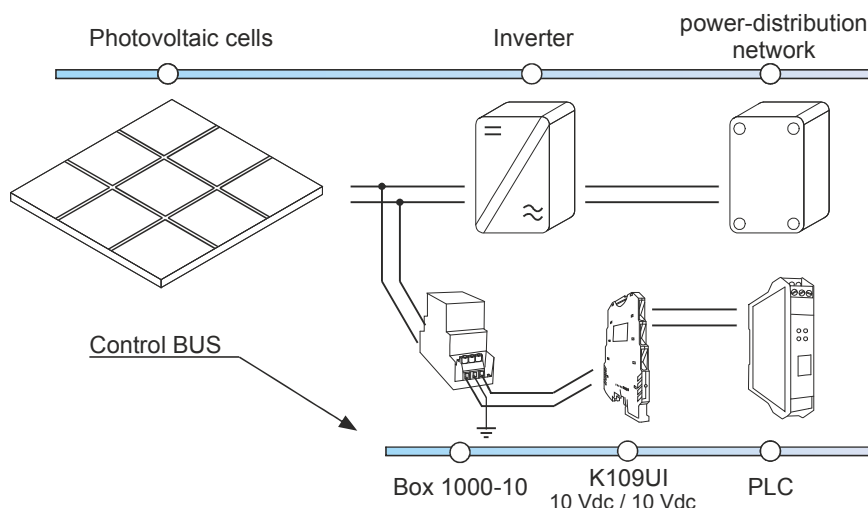 Photovoltaic cells
Inverter
power-distribution
network
Control BUS
Box 1000-10
K109UI
10 Vdc / 10 Vdc
PLC